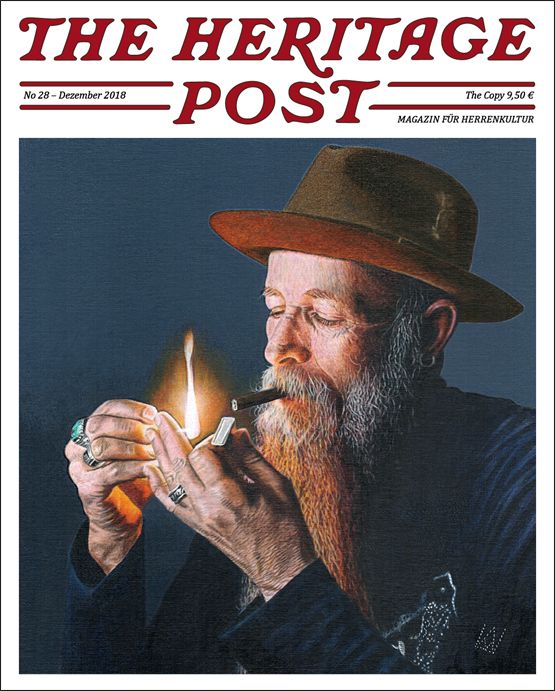 THE HERITAGE
POST
No 28 – Dezember 2018
The Copy 9,50 €
MAGAZIN FÜR HERRENKULTUR